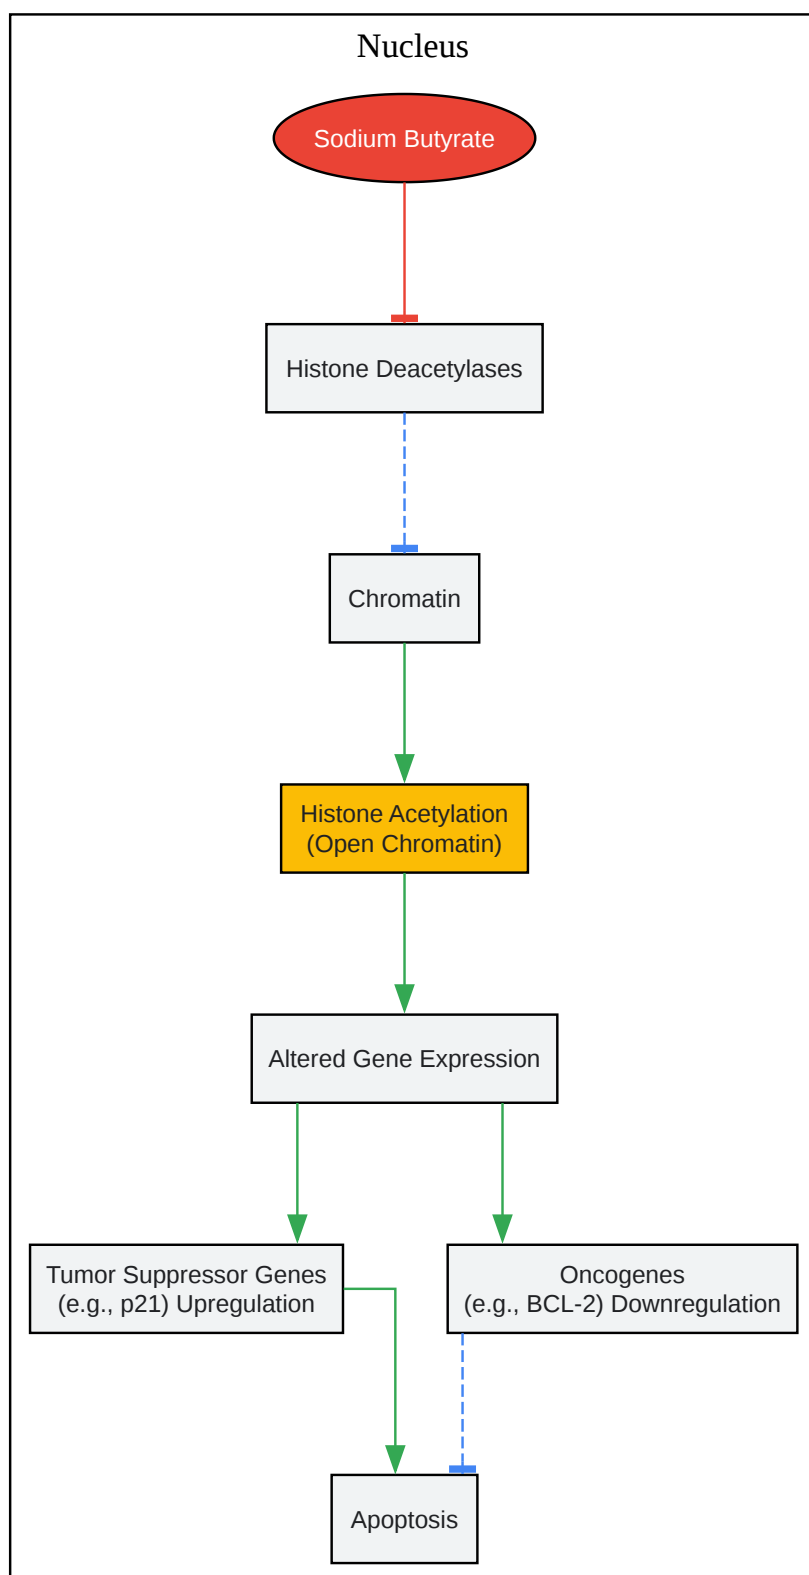 Nucleus
Sodium Butyrate
Histone Deacetylases
Chromatin
Histone Acetylation
(Open Chromatin)
Altered Gene Expression
Tumor Suppressor Genes
(e.g., p21) Upregulation
Oncogenes
(e.g., BCL-2) Downregulation
Apoptosis